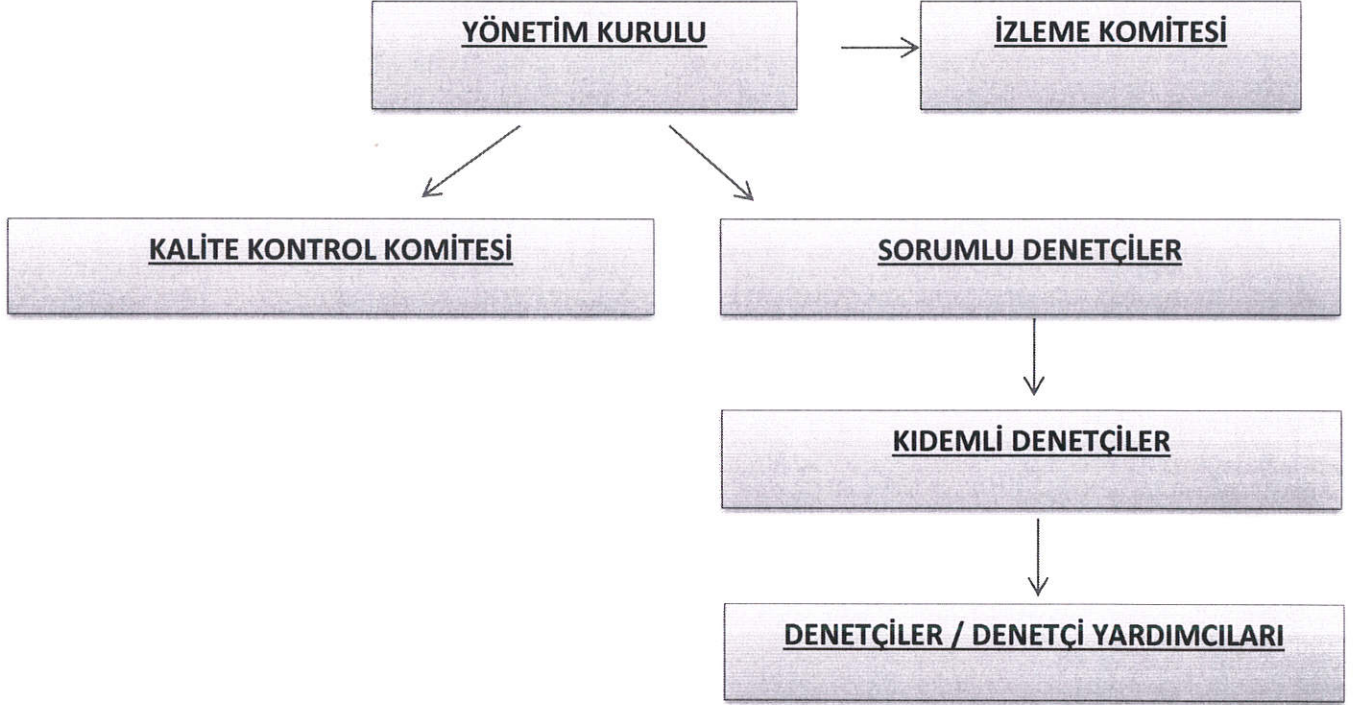 YÖNETİM KURULU
İZLEME KOMİTESİ
KALİTE KONTROL KOMİTESİ
SORUMLU DENETÇİLER
KIDEMLİ DENETÇİLER
DENETÇİLER / DENETÇİ YARDIMCILARI